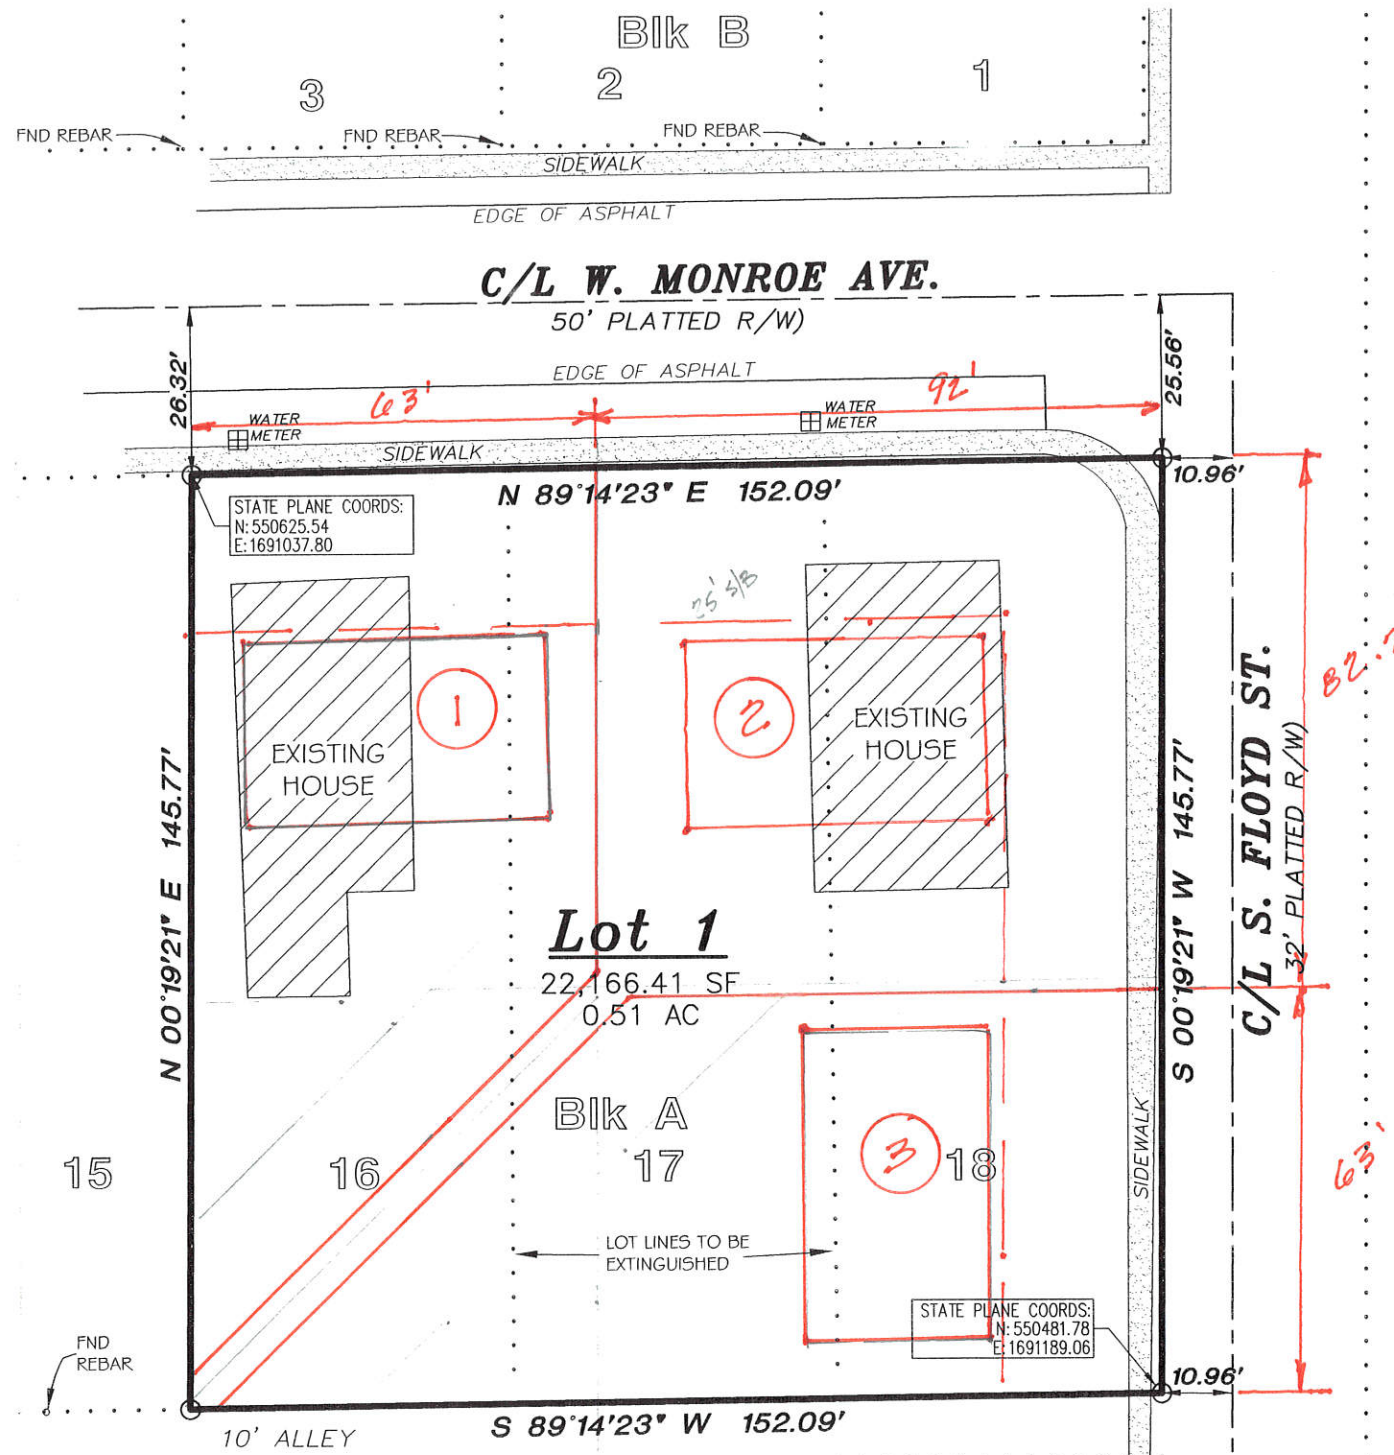 Blk B
3
2
1
FND REBAR
FND REBAR
FND REBAR
SIDEWALK
EDGE OF ASPHALT
C/L W. MONROE AVE.
50' PLATTED R/W)
26.32'
25.56'
EDGE OF ASPHALT
63'
92'
WATER
METER
WATER
METER
SIDEWALK
10.96'
N 89°14'23" E 152.09'
STATE PLANE COORDS:
N: 550625.54
E: 1691037.80
25' S/B
82.
1
2
EXISTING
HOUSE
EXISTING
HOUSE
N 00°19'21" E 145.77'
S 00°19'21" W 145.77'
C/L S. FLOYD ST.
32' PLATTED R/W)
Lot 1
22,166.41 SF
0.51 AC
Blk A
15
16
17
3
18
SIDEWALK
63'
LOT LINES TO BE
EXTINGUISHED
STATE PLANE COORDS:
N: 550481.78
E: 1691189.06
FND
REBAR
10.96'
S 89°14'23" W 152.09'
10' ALLEY